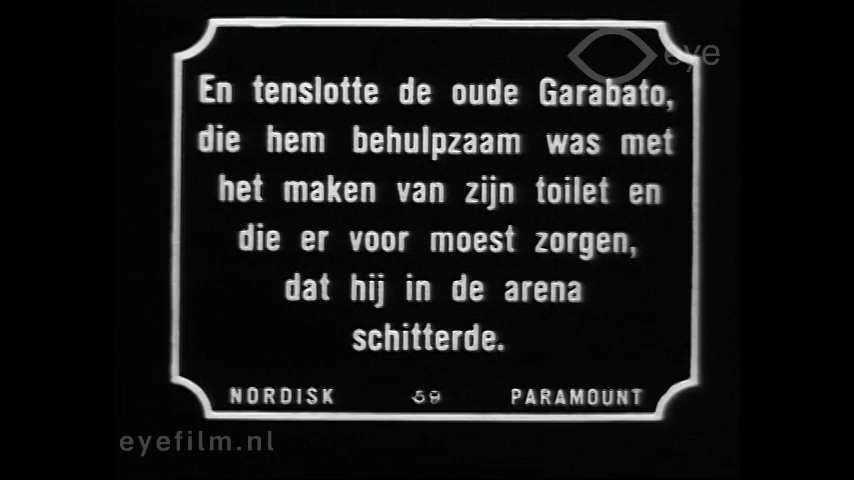 eye
En tenslotte de oude Garabato,
die hem behulpzaam was met
het maken van zijn toilet en
die er voor moest zorgen,
dat hij in de arena
schitterde.
NORDISK 59 PARAMOUNT
eyefilm.nl